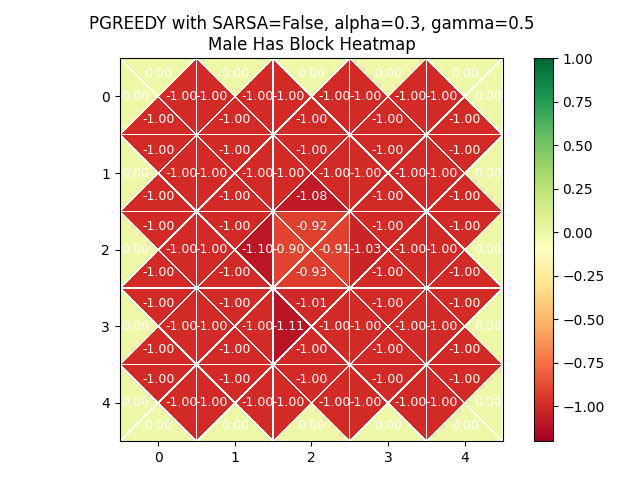 PGREEDY with SARSA=False, alpha=0.3, gamma=0.5
Male Has Block Heatmap
0.00 0.00 0.00 0.00 0.00
0 0.00 -1.00 -1.00 -1.00 -1.00 -1.00 -1.00 -1.00 -1.00 0.00
-1.00 -1.00 -1.00 -1.00 -1.00
-1.00 -1.00 -1.00 -1.00 -1.00
1 0.00 -1.00 -1.00 -1.00 -1.00 -1.00 -1.00 -1.00 -1.00 0.00
-1.00 -1.00 -1.08 -1.00 -1.00
-1.00 -1.00 -0.92 -1.00 -1.00
2 0.00 -1.00 -1.00 -1.10 -0.90 -0.91 -1.03 -1.00 -1.00 0.00
-1.00 -1.00 -0.93 -1.00 -1.00
-1.00 -1.00 -1.01 -1.00 -1.00
3 0.00 -1.00 -1.00 -1.00 -1.11 -1.00 -1.00 -1.00 -1.00 0.00
-1.00 -1.00 -1.00 -1.00 -1.00
-1.00 -1.00 -1.00 -1.00 -1.00
4 0.00 -1.00 -1.00 -1.00 -1.00 -1.00 -1.00 -1.00 -1.00 0.00
0.00 0.00 0.00 0.00 0.00
0 1 2 3 4
1.00
0.75
0.50
0.25
0.00
−0.25
−0.50
−0.75
−1.00